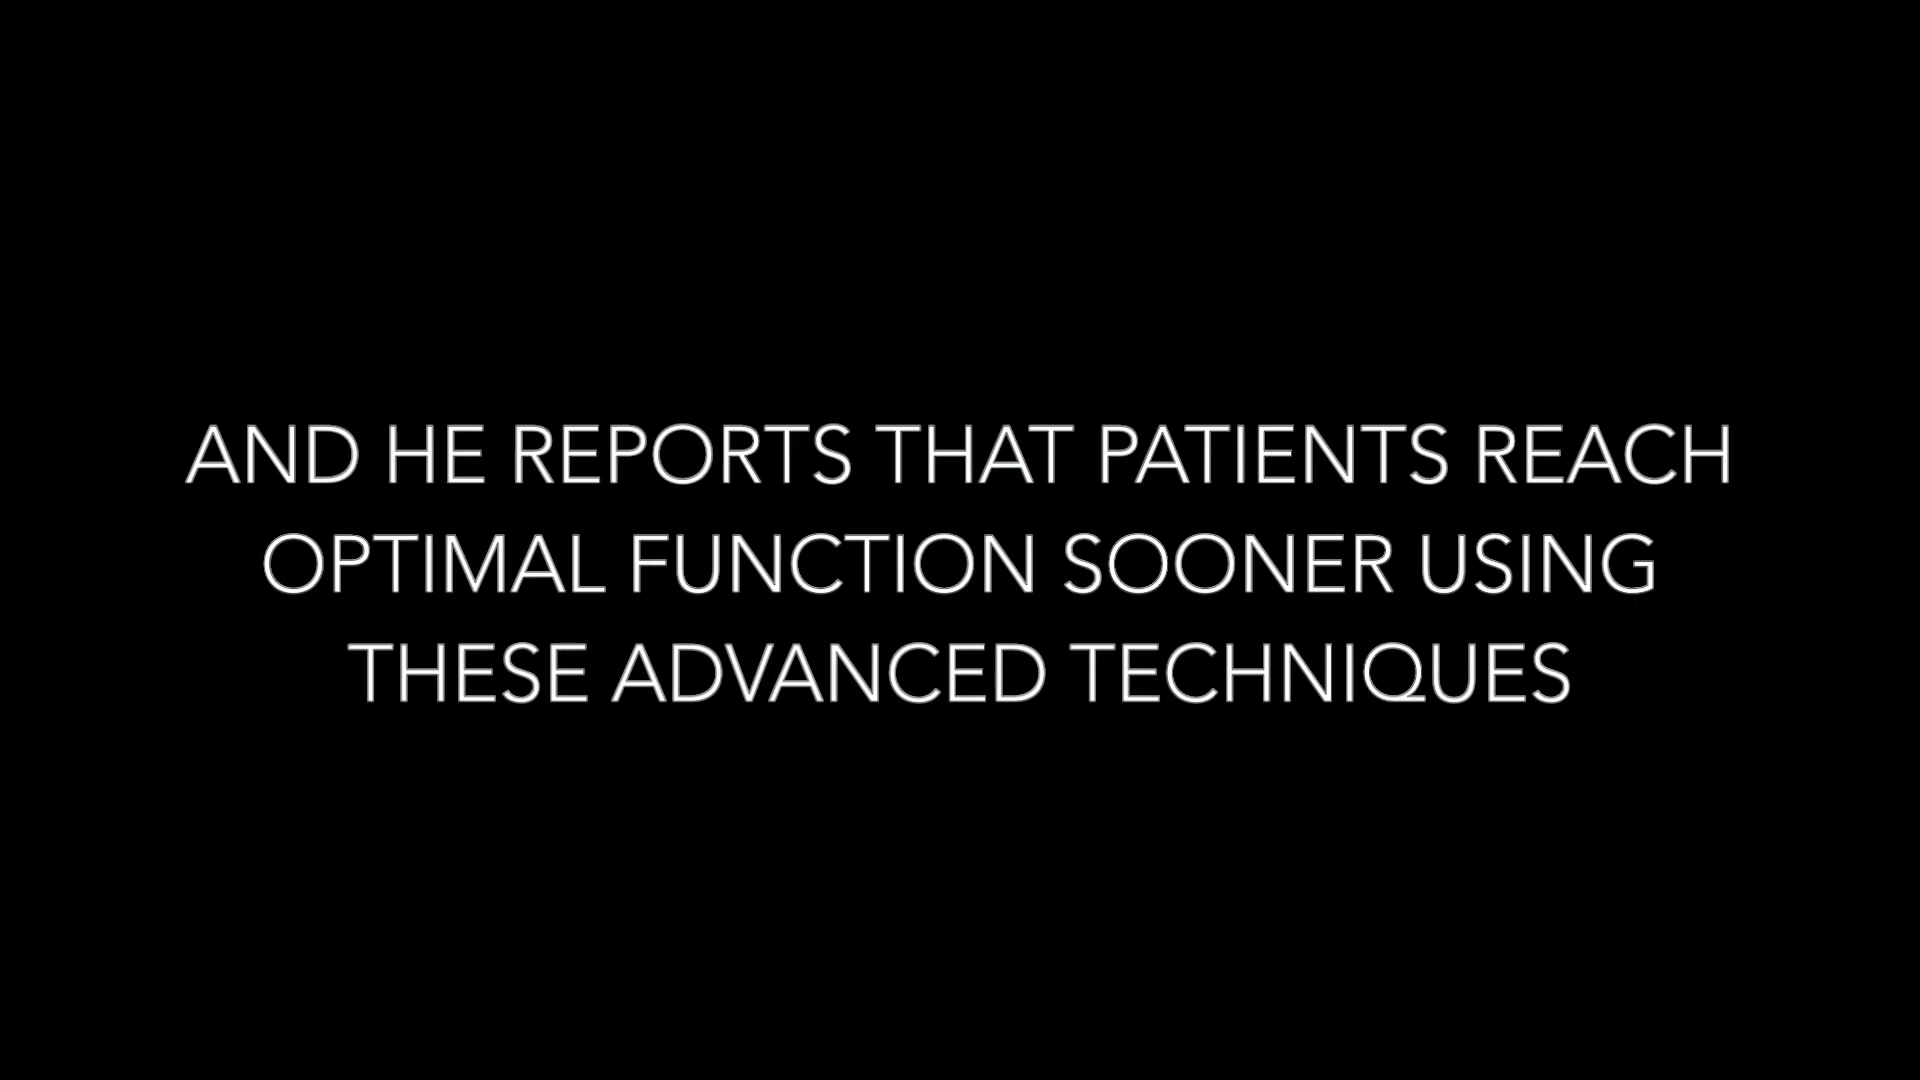 AND HE REPORTS THAT PATIENTS REACH
OPTIMAL FUNCTION SOONER USING
THESE ADVANCED TECHNIQUES